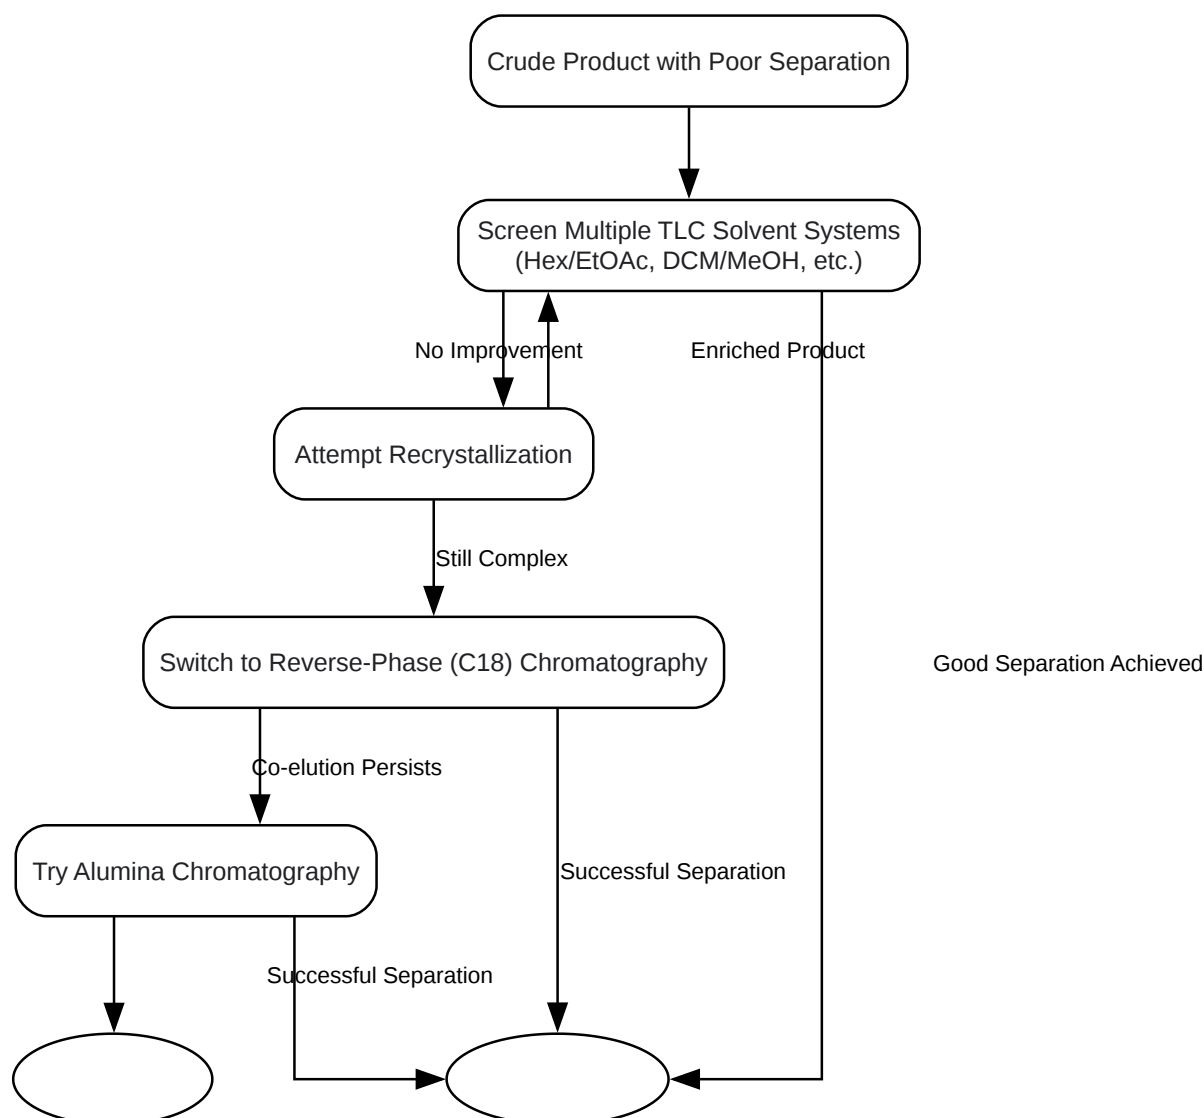 Crude Product with Poor Separation
Screen Multiple TLC Solvent Systems
(Hex/EtOAc, DCM/MeOH, etc.)
No Improvement
Enriched Product
Attempt Recrystallization
Still Complex
Switch to Reverse-Phase (C18) Chromatography
Good Separation Achieved
Co-elution Persists
Try Alumina Chromatography
Successful Separation
Successful Separation